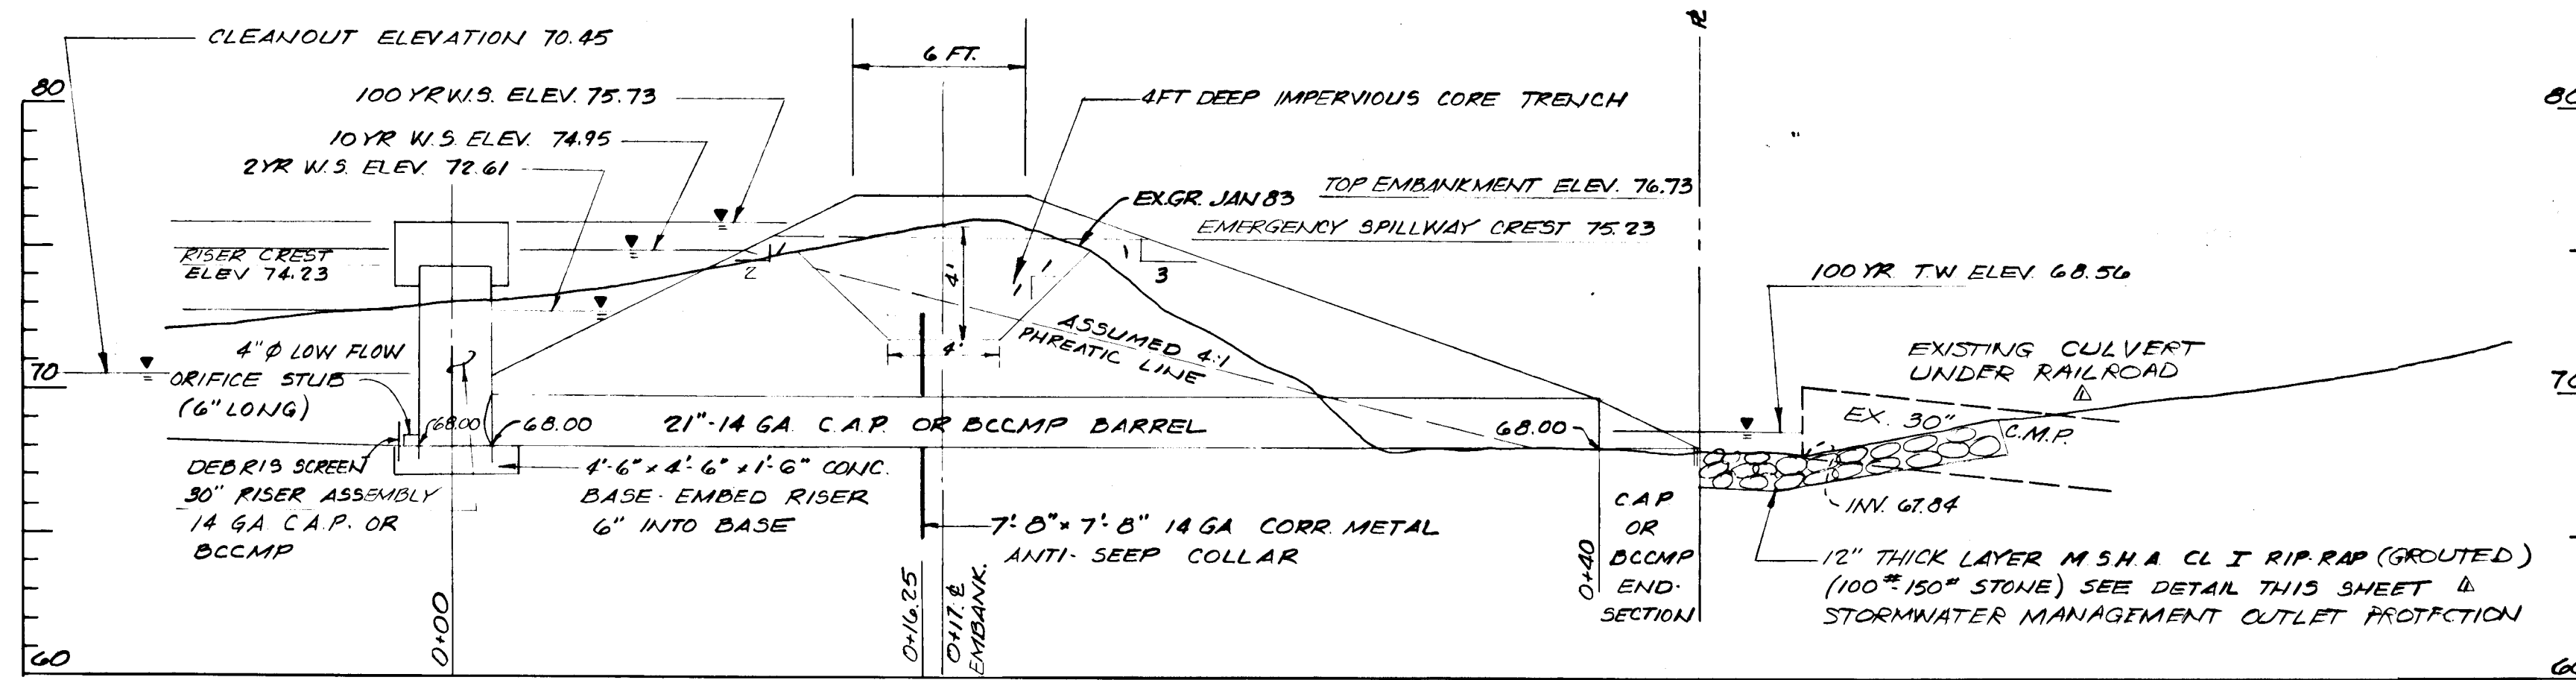 CLEANOUT ELEVATION 70.45
6 FT.
80
80
100 YR W.S. ELEV. 75.73
4FT DEEP IMPERVIOUS CORE TRENCH
10 YR W.S. ELEV. 74.95
2YR W.S. ELEV. 72.61
EX.GR. JAN 83
TOP EMBANKMENT ELEV. 76.73
EMERGENCY SPILLWAY CREST 75.23
RISER CREST
ELEV 74.23
2
1
3
4'
1
1
4'
100 YR T.W ELEV. 68.56
ASSUMED 4:1
PHREATIC LINE
EXISTING CULVERT
UNDER RAILROAD
70
70
4" Ø LOW FLOW
ORIFICE STUB
(6" LONG)
68.00
68.00
21"-14 GA C.A.P. OR BCCMP BARREL
68.00
EX. 30"
C.M.P.
DEBRIS SCREEN
30" RISER ASSEMBLY
14 GA C.A.P. OR
BCCMP
4'-6" x 4'-6" x 1'-6" CONC.
BASE - EMBED RISER
6" INTO BASE
7'-8" x 7'-8" 14 GA CORR. METAL
ANTI-SEEP COLLAR
C.A.P
OR
BCCMP
END-
SECTION
INV. 67.84
12" THICK LAYER M.S.H.A. CL I RIP-RAP (GROUTED)
(100#-150# STONE) SEE DETAIL THIS SHEET
STORMWATER MANAGEMENT OUTLET PROTECTION
0+00
0+16.25
0+17 ℄
EMBANK.
0+40
60
60